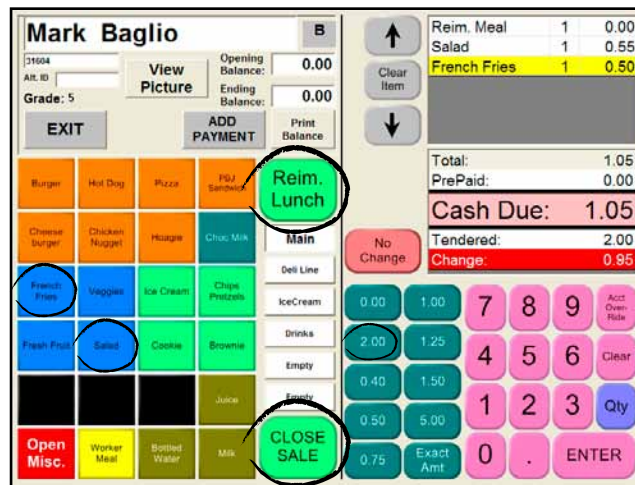 Mark Baglio B
31604
Alt. ID
Grade: 5
View Picture
Opening Balance: 0.00
Ending Balance: 0.00
EXIT
ADD PAYMENT
Print Balance
Burger Hot Dog Pizza PBJ Sandwich
Reim. Lunch
Cheese burger Chicken Nugget Hoagie Choc Milk
Main
French Fries Veggies Ice Cream Chips Pretzels
Deli Line
IceCream
Fresh Fruit Salad Cookie Brownie
Drinks
Empty
Juice
Empty
Open Misc. Worker Meal Bottled Water Milk
CLOSE SALE
Clear Item
Reim. Meal 1 0.00
Salad 1 0.55
French Fries 1 0.50
Total: 1.05
PrePaid: 0.00
Cash Due: 1.05
No Change
Tendered: 2.00
Change: 0.95
0.00 1.00 7 8 9 Acct Over-Ride
2.00 1.25 4 5 6 Clear
0.40 1.50
0.50 5.00 1 2 3 Qty
0.75 Exact Amt 0 . ENTER